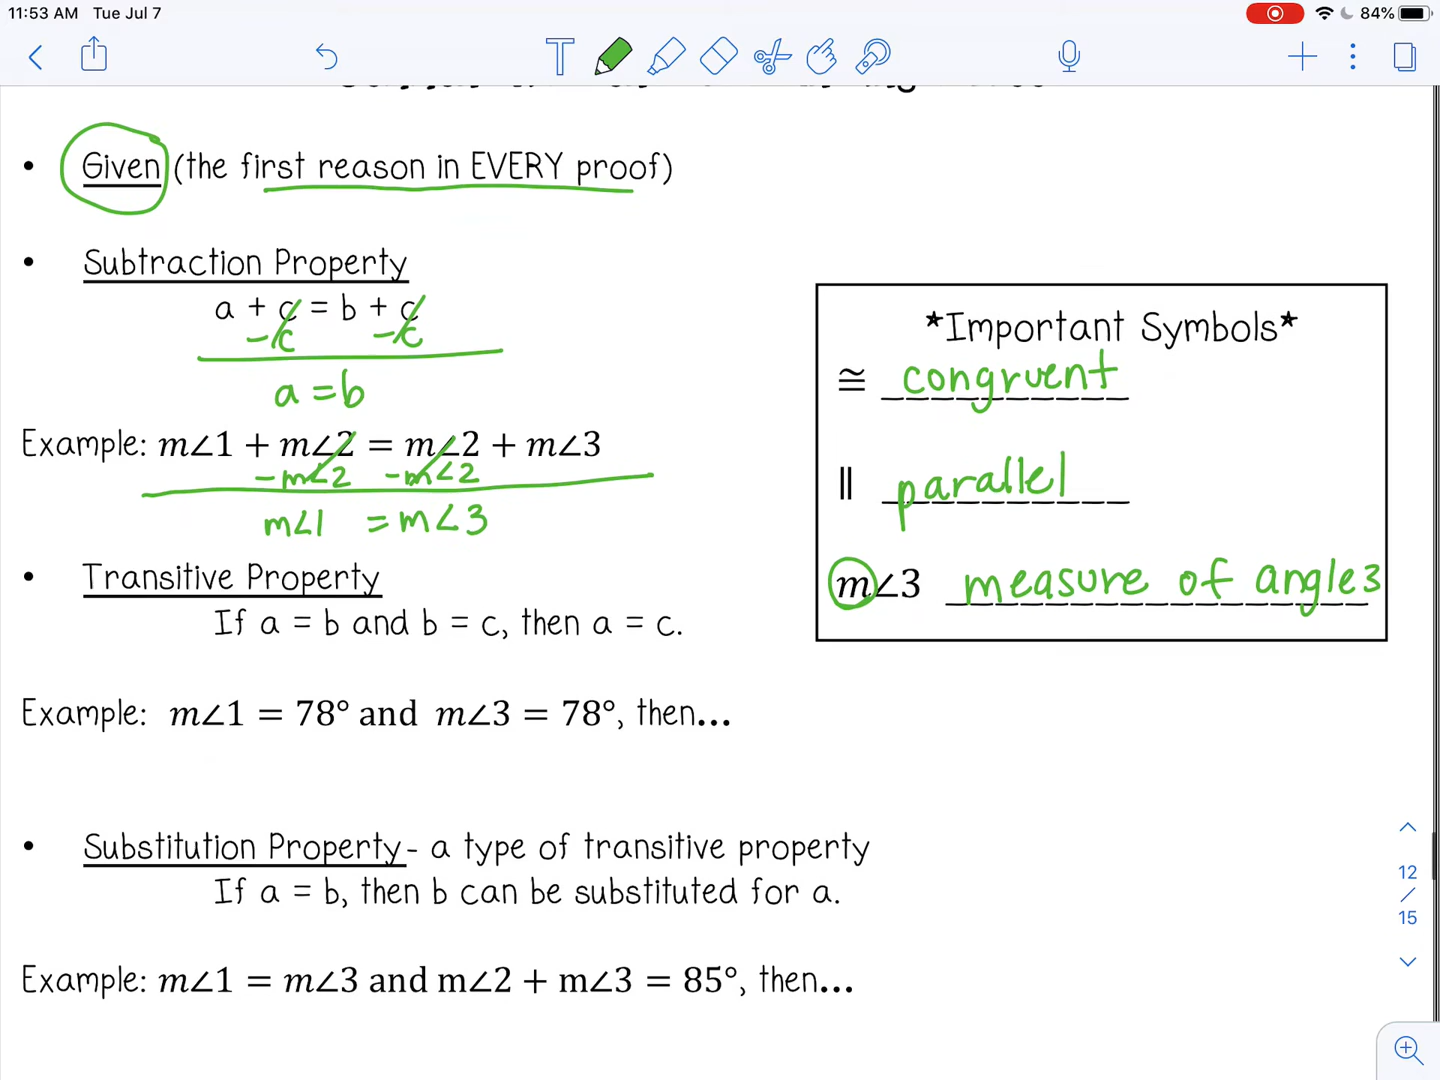 11:53 AM Tue Jul 7
84%
• Given (the first reason in EVERY proof)
• Subtraction Property
a + c = b + c
-c -c
a = b
Example: m∠1 + m∠2 = m∠2 + m∠3
-m∠2 -m∠2
m∠1 = m∠3
• Transitive Property
If a = b and b = c, then a = c.
Example: m∠1 = 78° and m∠3 = 78°, then...
• Substitution Property - a type of transitive property
If a = b, then b can be substituted for a.
Example: m∠1 = m∠3 and m∠2 + m∠3 = 85°, then...
*Important Symbols*
≅ congruent
|| parallel
m∠3 measure of angle 3
12
/
15